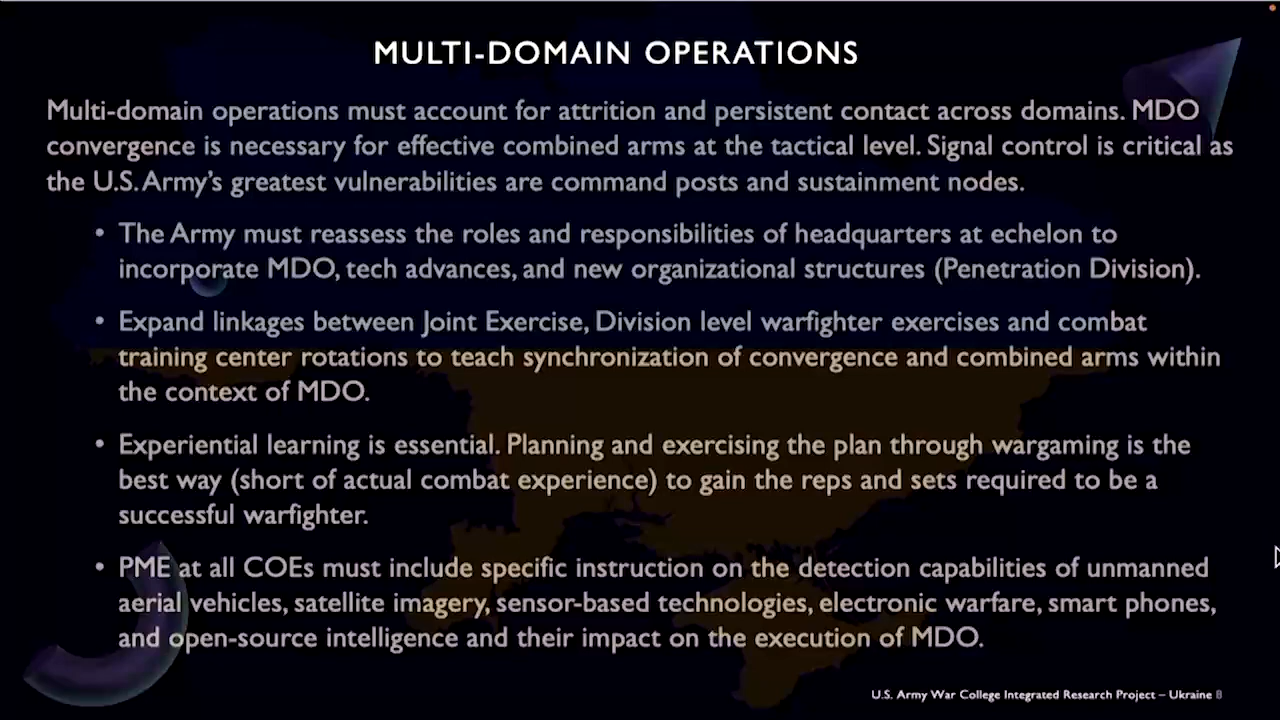 MULTI-DOMAIN OPERATIONS
Multi-domain operations must account for attrition and persistent contact across domains. MDO
convergence is necessary for effective combined arms at the tactical level. Signal control is critical as
the U.S. Army's greatest vulnerabilities are command posts and sustainment nodes.
• The Army must reassess the roles and responsibilities of headquarters at echelon to
incorporate MDO, tech advances, and new organizational structures (Penetration Division).
• Expand linkages between Joint Exercise, Division level warfighter exercises and combat
training center rotations to teach synchronization of convergence and combined arms within
the context of MDO.
• Experiential learning is essential. Planning and exercising the plan through wargaming is the
best way (short of actual combat experience) to gain the reps and sets required to be a
successful warfighter.
• PME at all COEs must include specific instruction on the detection capabilities of unmanned
aerial vehicles, satellite imagery, sensor-based technologies, electronic warfare, smart phones,
and open-source intelligence and their impact on the execution of MDO.
U.S. Army War College Integrated Research Project – Ukraine 8